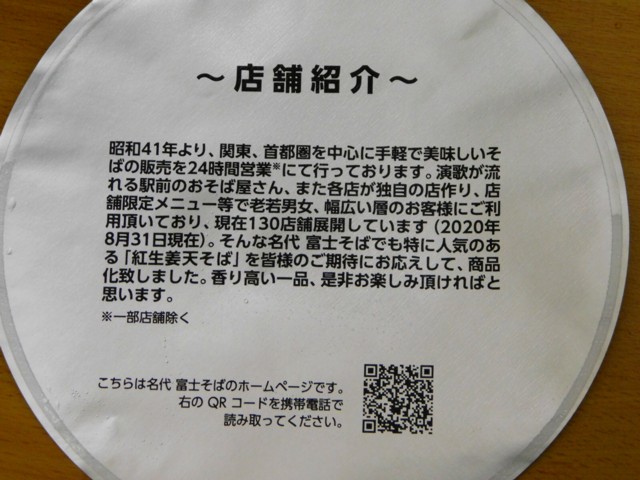 ～店舗紹介～
昭和41年より、関東、首都圏を中心に手軽で美味しいそ
ばの販売を24時間営業※にて行っております。演歌が流
れる駅前のおそば屋さん、また各店が独自の店作り、店
舗限定メニュー等で老若男女、幅広い層のお客様にご利
用頂いており、現在130店舗展開しています（2020年
8月31日現在）。そんな名代 富士そばでも特に人気のあ
る「紅生姜天そば」を皆様のご期待にお応えして、商品
化致しました。香り高い一品、是非お楽しみ頂ければと
思います。
※一部店舗除く
こちらは名代 富士そばのホームページです。
右の QR コードを携帯電話で
読み取ってください。